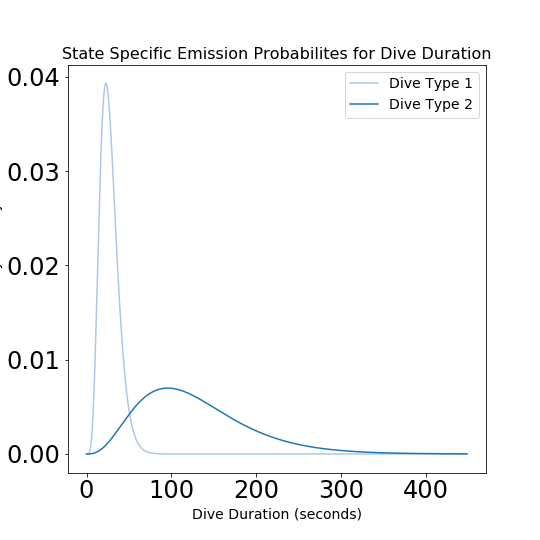 State Specific Emission Probabilites for Dive Duration
Dive Type 1
Dive Type 2
0.04
0.03
0.02
0.01
0.00
0 100 200 300 400
Dive Duration (seconds)